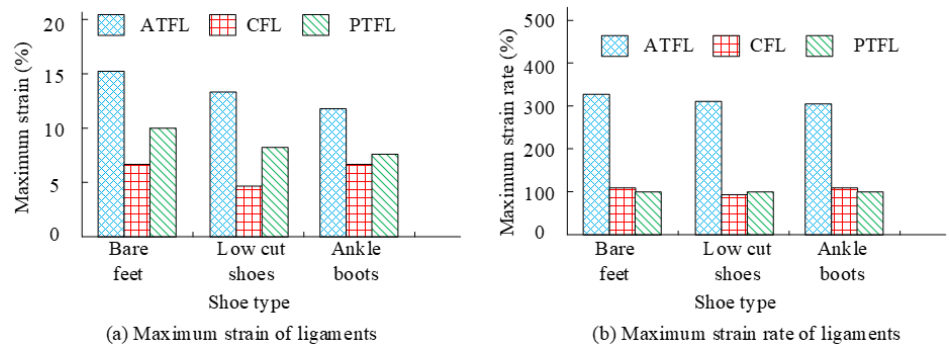 20
15
10
5
0
Maximum strain (%)
ATFL CFL PTFL
Bare feet
Low cut shoes
Ankle boots
Shoe type
(a) Maximum strain of ligaments
500
400
300
200
100
0
Maximum strain rate (%)
ATFL CFL PTFL
Bare feet
Low cut shoes
Ankle boots
Shoe type
(b) Maximum strain rate of ligaments